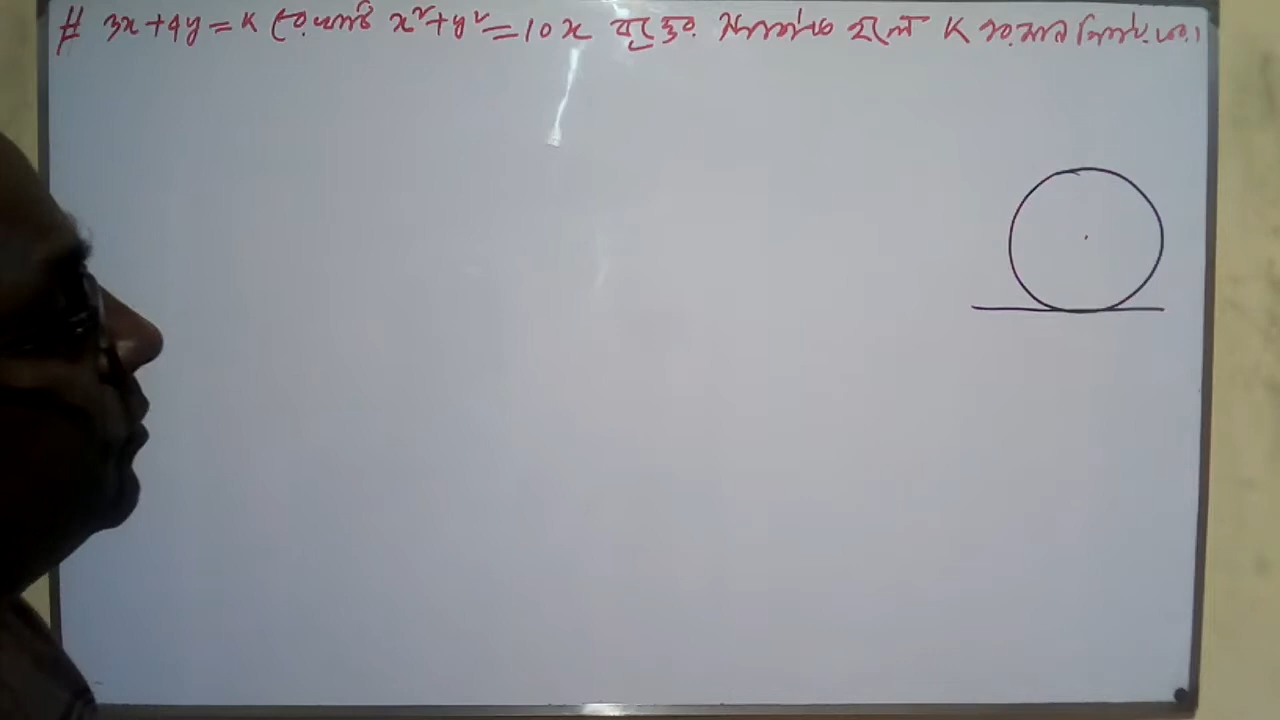 # 3x+4y=K রেখাটি x²+y²=10x বৃত্তের স্পর্শক হলে K এর মান নির্ণয় কর।